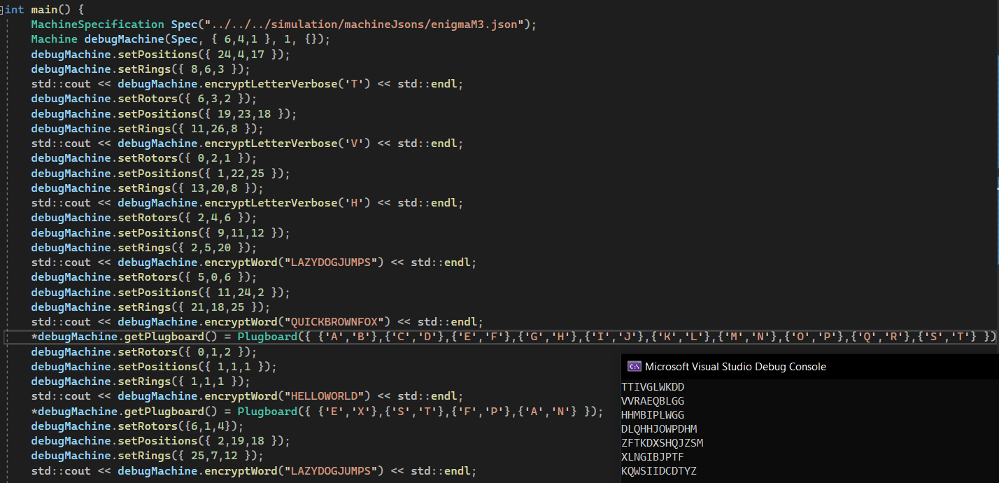 int main() {
MachineSpecification Spec("../../../simulation/machineJsons/enigmaM3.json");
Machine debugMachine(Spec, { 6,4,1 }, 1, {});
debugMachine.setPositions({ 24,4,17 });
debugMachine.setRings({ 8,6,3 });
std::cout << debugMachine.encryptLetterVerbose('T') << std::endl;
debugMachine.setRotors({ 6,3,2 });
debugMachine.setPositions({ 19,23,18 });
debugMachine.setRings({ 11,26,8 });
std::cout << debugMachine.encryptLetterVerbose('V') << std::endl;
debugMachine.setRotors({ 0,2,1 });
debugMachine.setPositions({ 1,22,25 });
debugMachine.setRings({ 13,20,8 });
std::cout << debugMachine.encryptLetterVerbose('H') << std::endl;
debugMachine.setRotors({ 2,4,6 });
debugMachine.setPositions({ 9,11,12 });
debugMachine.setRings({ 2,5,20 });
std::cout << debugMachine.encryptWord("LAZYDOGJUMPS") << std::endl;
debugMachine.setRotors({ 5,0,6 });
debugMachine.setPositions({ 11,24,2 });
debugMachine.setRings({ 21,18,25 });
std::cout << debugMachine.encryptWord("QUICKBROWNFOX") << std::endl;
*debugMachine.getPlugboard() = Plugboard({ {'A','B'},{'C','D'},{'E','F'},{'G','H'},{'I','J'},{'K','L'},{'M','N'},{'O','P'},{'Q','R'},{'S','T'} })
debugMachine.setRotors({ 0,1,2 });
debugMachine.setPositions({ 1,1,1 });
debugMachine.setRings({ 1,1,1 });
std::cout << debugMachine.encryptWord("HELLOWORLD") << std::endl;
*debugMachine.getPlugboard() = Plugboard({ {'E','X'},{'S','T'},{'F','P'},{'A','N'} });
debugMachine.setRotors({6,1,4});
debugMachine.setPositions({ 2,19,18 });
debugMachine.setRings({ 25,7,12 });
std::cout << debugMachine.encryptWord("LAZYDOGJUMPS") << std::endl;
C:\ Microsoft Visual Studio Debug Console
TTIVGLWKDD
VVRAEQBLGG
HHMBIPLWGG
DLQHHJOWPDHM
ZFTKDXSHQJZSM
XLNGIBJPTF
KQWSIIDCDTYZ